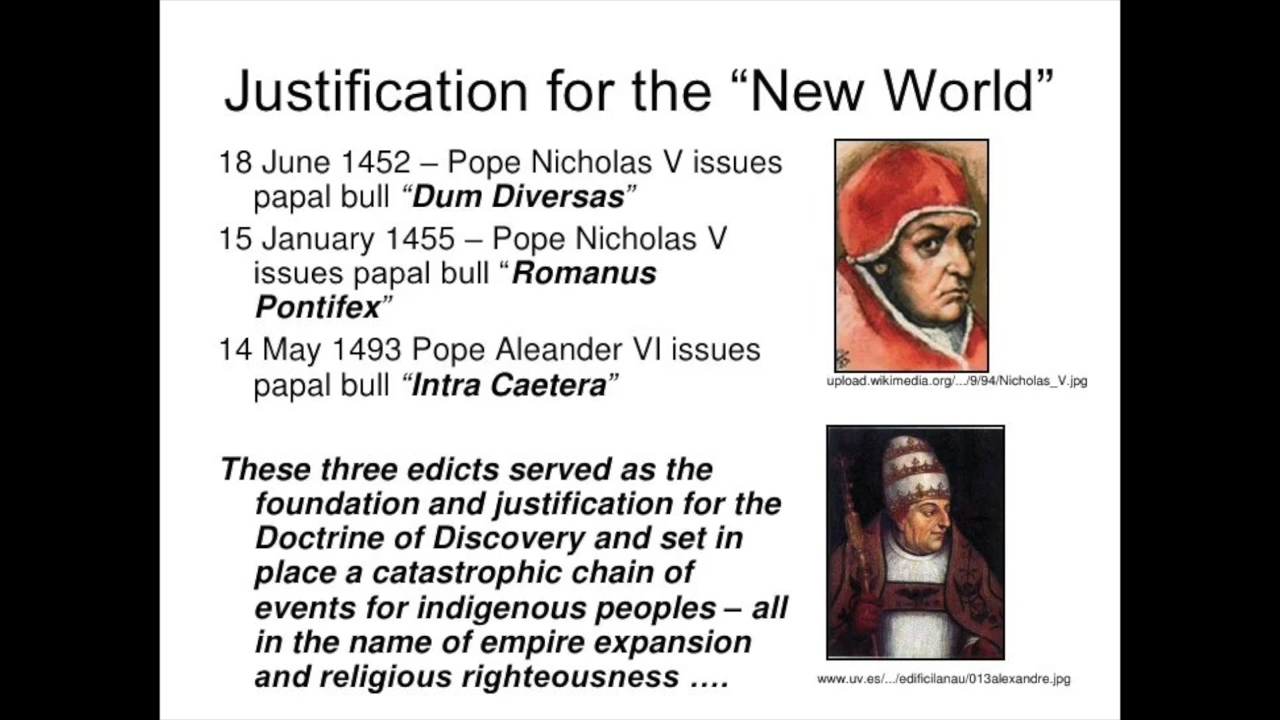 Justification for the “New World”
18 June 1452 – Pope Nicholas V issues
papal bull “Dum Diversas”
15 January 1455 – Pope Nicholas V
issues papal bull “Romanus
Pontifex”
14 May 1493 Pope Aleander VI issues
papal bull “Intra Caetera”
These three edicts served as the
foundation and justification for the
Doctrine of Discovery and set in
place a catastrophic chain of
events for indigenous peoples – all
in the name of empire expansion
and religious righteousness ….
upload.wikimedia.org/.../9/94/Nicholas_V.jpg
www.uv.es/.../edificilanau/013alexandre.jpg